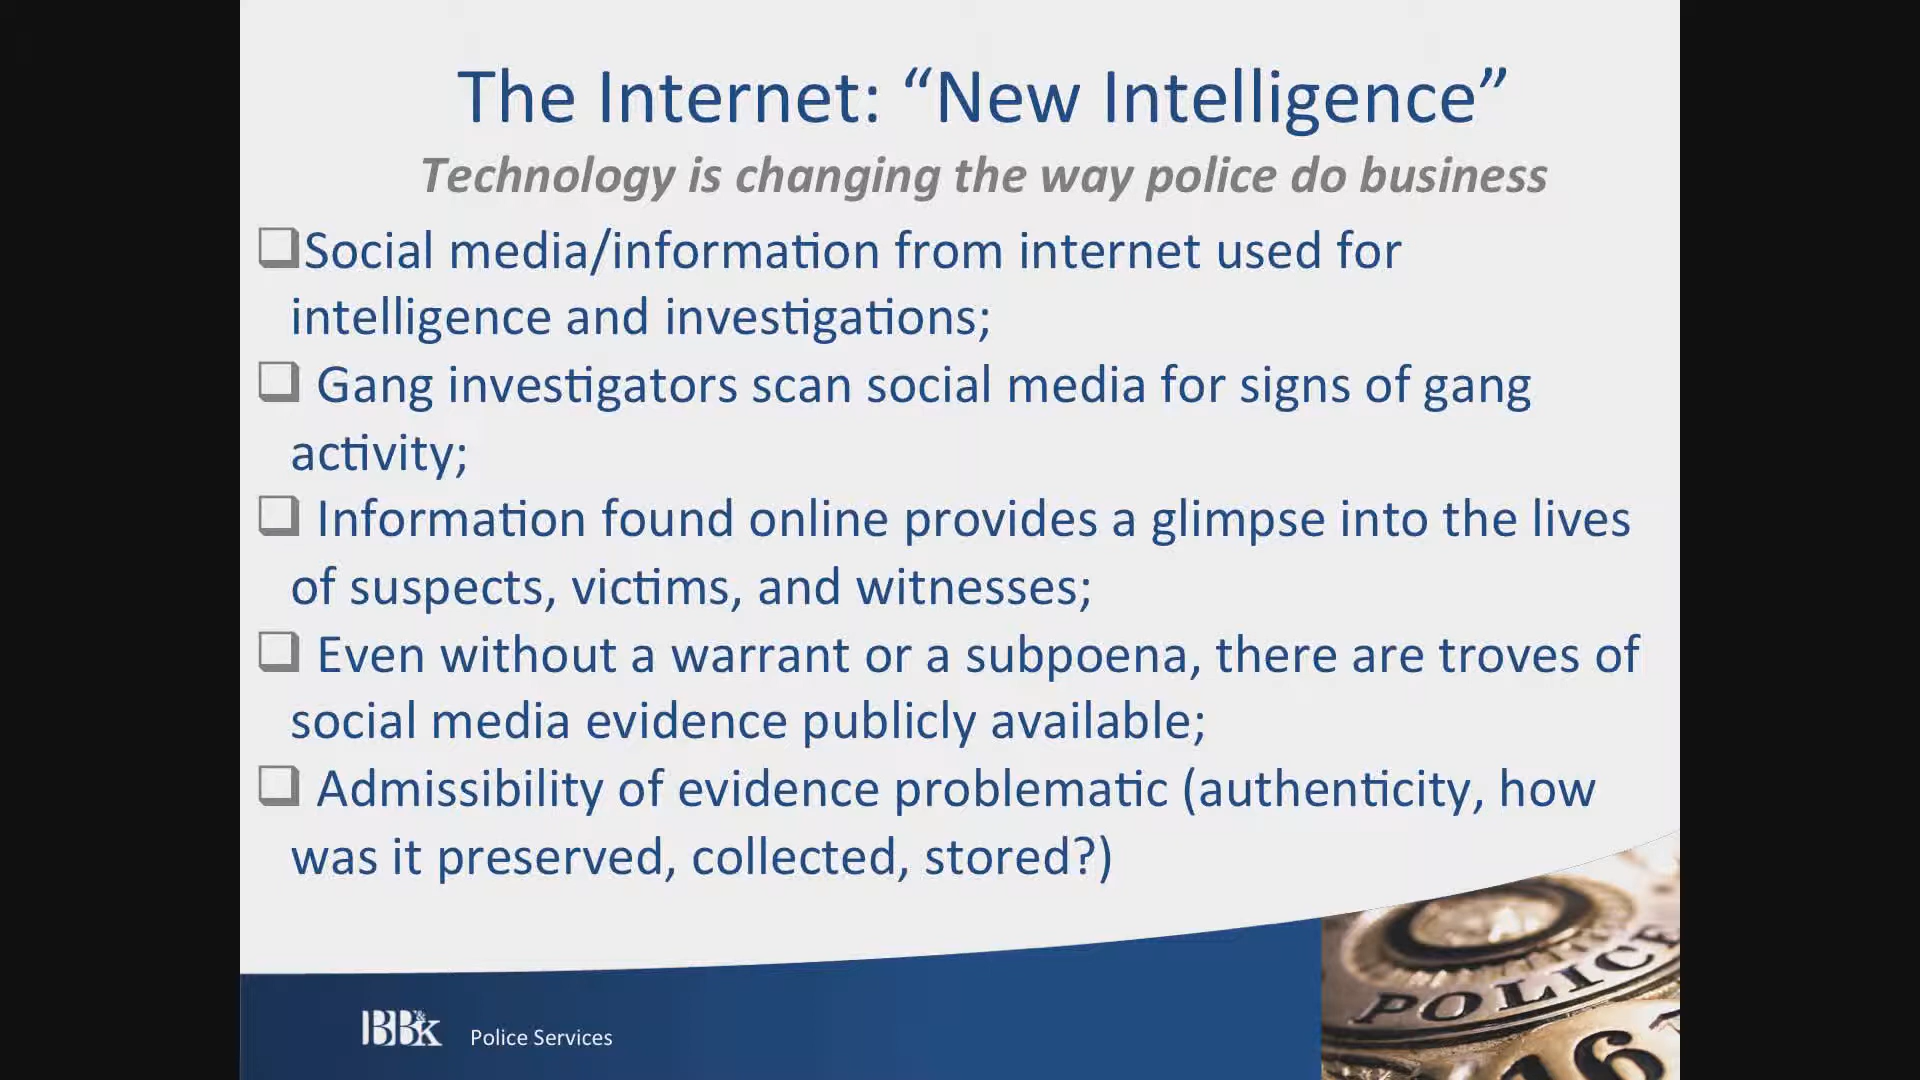 The Internet: “New Intelligence”
Technology is changing the way police do business
Social media/information from internet used for
intelligence and investigations;
Gang investigators scan social media for signs of gang
activity;
Information found online provides a glimpse into the lives
of suspects, victims, and witnesses;
Even without a warrant or a subpoena, there are troves of
social media evidence publicly available;
Admissibility of evidence problematic (authenticity, how
was it preserved, collected, stored?)
BB&K
Police Services
POLICE
16